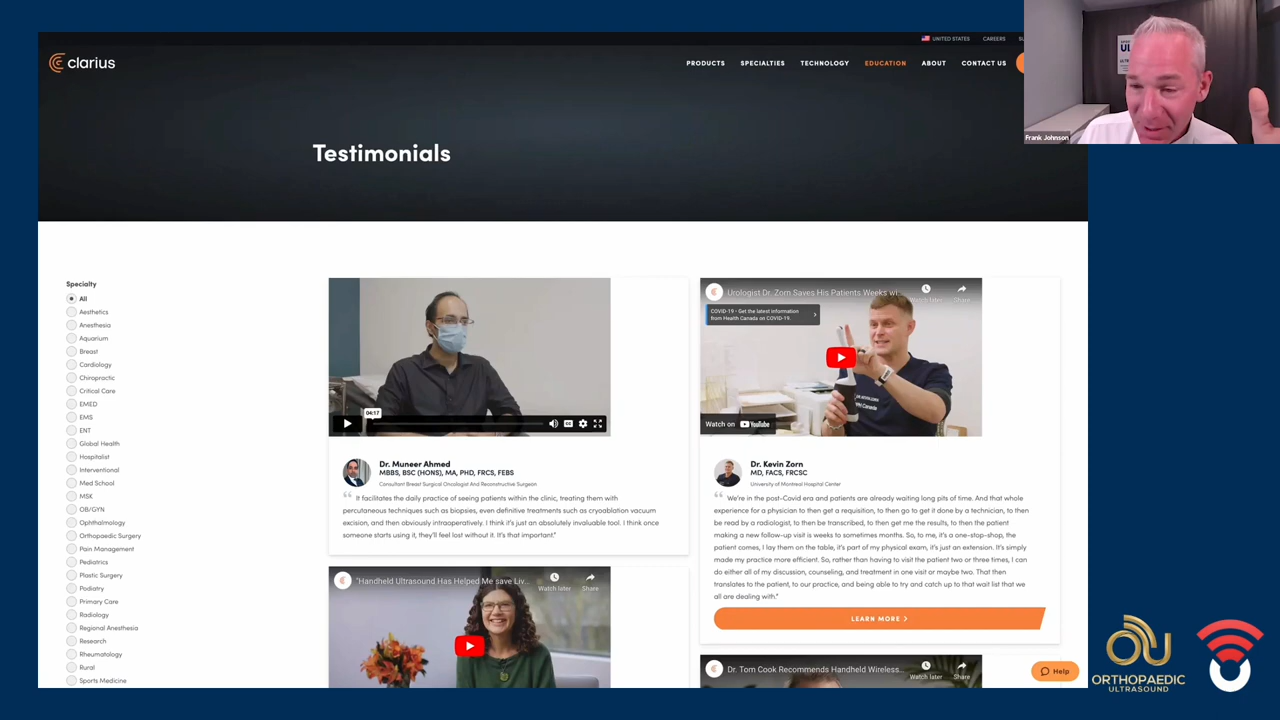 UNITED STATES
CAREERS
clarius
PRODUCTS
SPECIALTIES
TECHNOLOGY
EDUCATION
ABOUT
CONTACT US
Frank Johnson
Testimonials
Specialty
All
Aesthetics
Anesthesia
Aquarium
Breast
Cardiology
Chiropractic
Critical Care
EMED
EMS
ENT
Global Health
Hospitalist
Interventional
Med School
MSK
OB/GYN
Ophthalmology
Orthopaedic Surgery
Pain Management
Pediatrics
Plastic Surgery
Podiatry
Primary Care
Radiology
Regional Anesthesia
Research
Rheumatology
Rural
Sports Medicine
04:17
Dr. Muneer Ahmed
MBBS, BSC (HONS), MA, PHD, FRCS, FEBS
Consultant Breast Surgical Oncologist And Reconstructive Surgeon
“ It facilitates the daily practice of seeing patients within the clinic, treating them with
percutaneous techniques such as biopsies, even definitive treatments such as cryoablation vacuum
excision, and then obviously intraoperatively. I think it's just an absolutely invaluable tool. I think once
someone starts using it, they'll feel lost without it. It's that important."
"Handheld Ultrasound Has Helped Me save Liv...
Watch later
Share
Urologist Dr. Zorn Saves His Patients Weeks wi...
Watch later
Share
COVID-19 - Get the latest information
from Health Canada on COVID-19.
Watch on YouTube
Dr. Kevin Zorn
MD, FACS, FRCSC
University of Montreal Hospital Center
“ We're in the post-Covid era and patients are already waiting long pits of time. And that whole
experience for a physician to then get a requisition, to then go to get it done by a technician, to then
be read by a radiologist, to then be transcribed, to then get me the results, to then the patient
making a new follow-up visit is weeks to sometimes months. So, to me, it's a one-stop-shop, the
patient comes, I lay them on the table, it's part of my physical exam, it's just an extension. It's simply
made my practice more efficient. So, rather than having to visit the patient two or three times, I can
do either all of my discussion, counseling, and treatment in one visit or maybe two. That then
translates to the patient, to our practice, and being able to try and catch up to that wait list that we
all are dealing with."
LEARN MORE
Dr. Tom Cook Recommends Handheld Wireless...
Watch later
Share
Help
ORTHOPAEDIC
ULTRASOUND